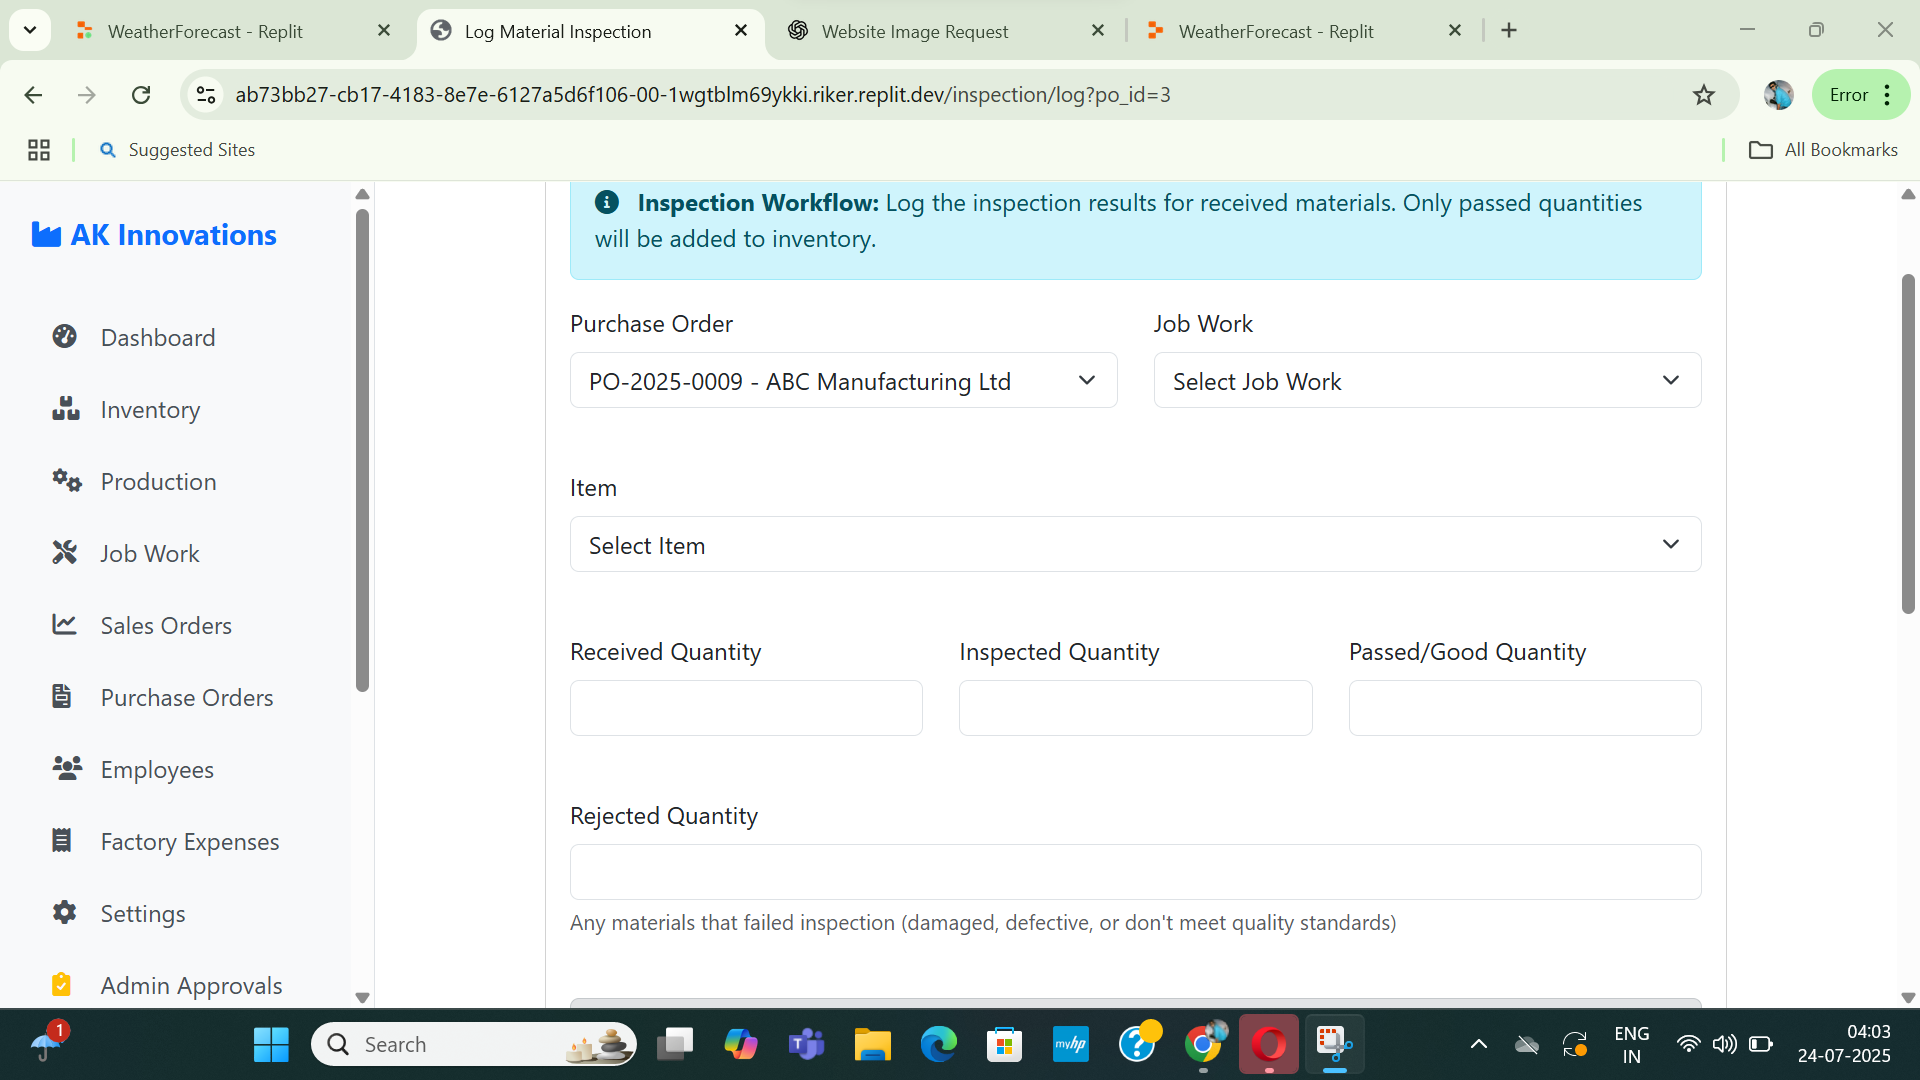 WeatherForecast - Replit
Log Material Inspection
Website Image Request
WeatherForecast - Replit
ab73bb27-cb17-4183-8e7e-6127a5d6f106-00-1wgtblm69ykki.riker.replit.dev/inspection/log?po_id=3
Error
Suggested Sites
All Bookmarks
AK Innovations
Dashboard
Inventory
Production
Job Work
Sales Orders
Purchase Orders
Employees
Factory Expenses
Settings
Admin Approvals
Inspection Workflow: Log the inspection results for received materials. Only passed quantities
will be added to inventory.
Purchase Order
Job Work
PO-2025-0009 - ABC Manufacturing Ltd
Select Job Work
Item
Select Item
Received Quantity
Inspected Quantity
Passed/Good Quantity
Rejected Quantity
Any materials that failed inspection (damaged, defective, or don't meet quality standards)
1
Search
myhp
ENG
IN
04:03
24-07-2025